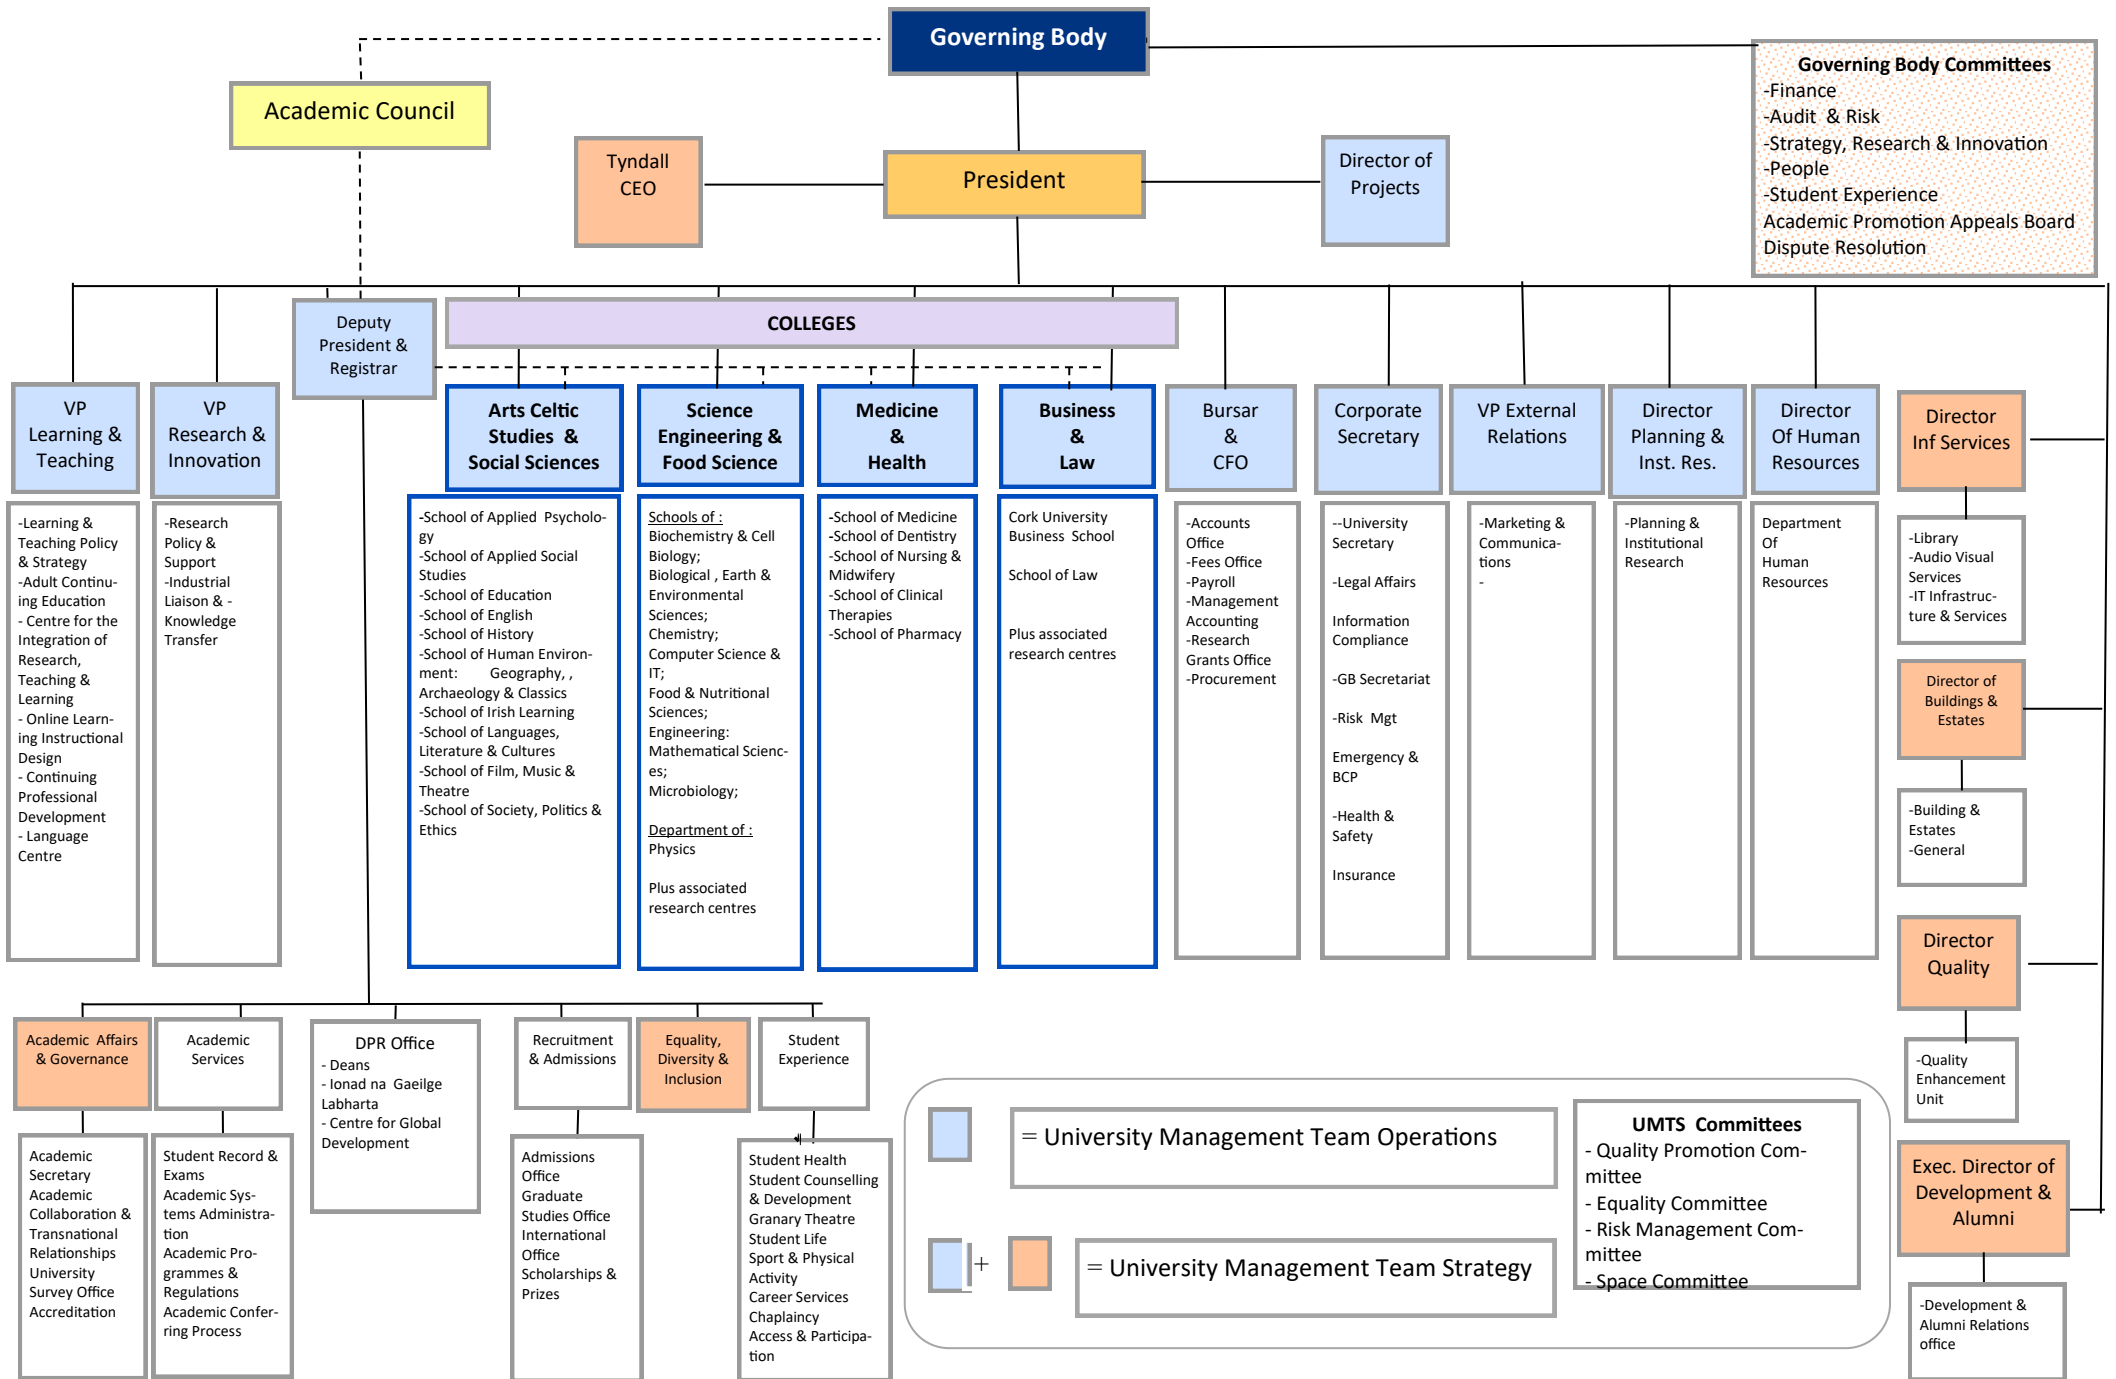 Governing Body
Governing Body Committees
-Finance
-Audit & Risk
-Strategy, Research & Innovation
-People
-Student Experience
Academic Promotion Appeals Board
Dispute Resolution
Academic Council
Tyndall
CEO
President
Director of
Projects
Deputy
President &
Registrar
COLLEGES
VP
Learning &
Teaching
VP
Research &
Innovation
Arts Celtic
Studies &
Social Sciences
Science
Engineering &
Food Science
Medicine
&
Health
Business
&
Law
Bursar
&
CFO
Corporate
Secretary
VP External
Relations
Director
Planning &
Inst. Res.
Director
Of Human
Resources
Director
Inf Services
-Learning &
Teaching Policy
& Strategy
-Adult Continu-
ing Education
- Centre for the
Integration of
Research,
Teaching &
Learning
- Online Learn-
ing Instructional
Design
- Continuing
Professional
Development
- Language
Centre
-Research
Policy &
Support
-Industrial
Liaison & -
Knowledge
Transfer
-School of Applied Psycholo-
gy
-School of Applied Social
Studies
-School of Education
-School of English
-School of History
-School of Human Environ-
ment: Geography, ,
Archaeology & Classics
-School of Irish Learning
-School of Languages,
Literature & Cultures
-School of Film, Music &
Theatre
-School of Society, Politics &
Ethics
Schools of :
Biochemistry & Cell
Biology;
Biological , Earth &
Environmental
Sciences;
Chemistry;
Computer Science &
IT;
Food & Nutritional
Sciences;
Engineering:
Mathematical Scienc-
es;
Microbiology;
Department of :
Physics
Plus associated
research centres
-School of Medicine
-School of Dentistry
-School of Nursing &
Midwifery
-School of Clinical
Therapies
-School of Pharmacy
Cork University
Business School
School of Law
Plus associated
research centres
-Accounts
Office
-Fees Office
-Payroll
-Management
Accounting
-Research
Grants Office
-Procurement
--University
Secretary
-Legal Affairs
Information
Compliance
-GB Secretariat
-Risk Mgt
Emergency &
BCP
-Health &
Safety
Insurance
-Marketing &
Communica-
tions
-
-Planning &
Institutional
Research
Department
Of
Human
Resources
-Library
-Audio Visual
Services
-IT Infrastruc-
ture & Services
Director of
Buildings &
Estates
-Building &
Estates
-General
Director
Quality
-Quality
Enhancement
Unit
Exec. Director of
Development &
Alumni
-Development &
Alumni Relations
office
Academic Affairs
& Governance
Academic
Services
DPR Office
- Deans
- Ionad na Gaeilge
Labharta
- Centre for Global
Development
Recruitment
& Admissions
Equality,
Diversity &
Inclusion
Student
Experience
Academic
Secretary
Academic
Collaboration &
Transnational
Relationships
University
Survey Office
Accreditation
Student Record &
Exams
Academic Sys-
tems Administra-
tion
Academic Pro-
grammes &
Regulations
Academic Confer-
ring Process
Admissions
Office
Graduate
Studies Office
International
Office
Scholarships &
Prizes
Student Health
Student Counselling
& Development
Granary Theatre
Student Life
Sport & Physical
Activity
Career Services
Chaplaincy
Access & Participa-
tion
= University Management Team Operations
+
= University Management Team Strategy
UMTS Committees
- Quality Promotion Com-
mittee
- Equality Committee
- Risk Management Com-
mittee
- Space Committee